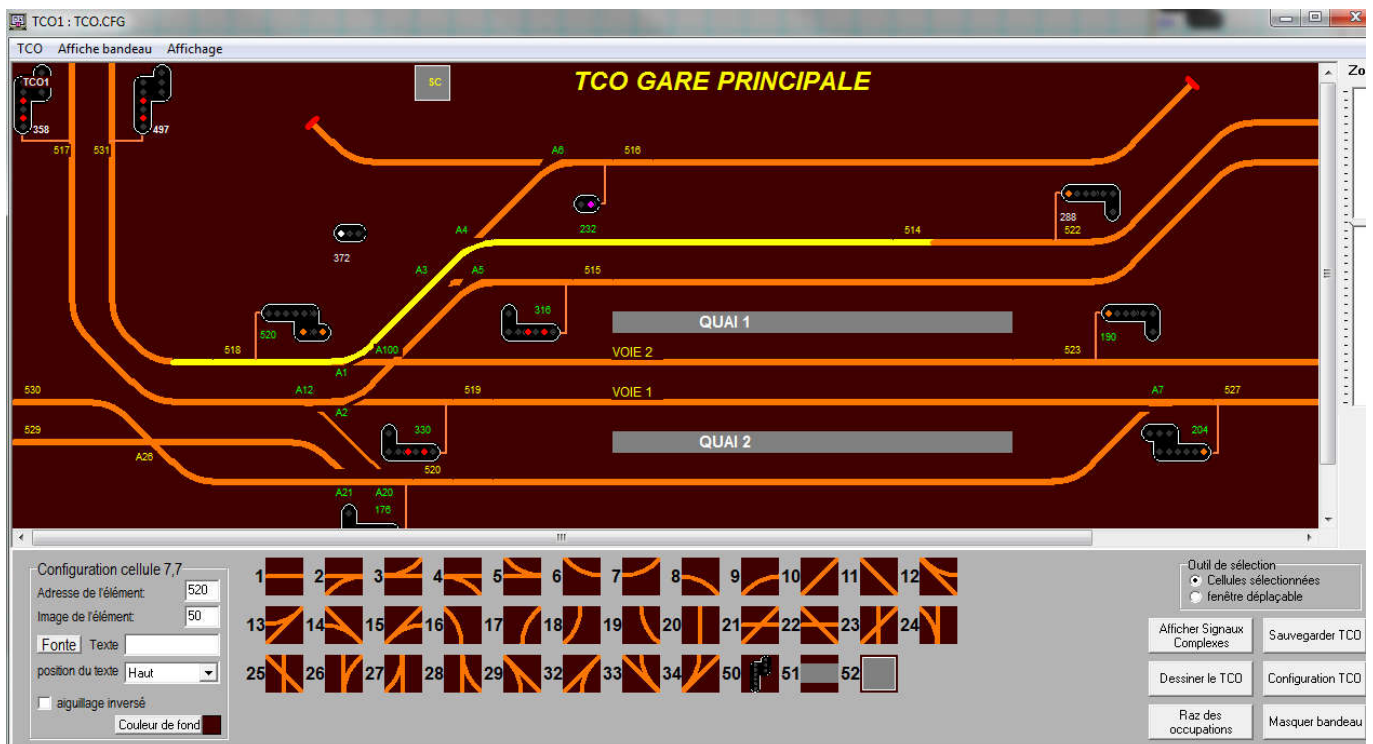 TCO1 : TCO.CFG
TCO Affiche bandeau Affichage
TCO1
SC
TCO GARE PRINCIPALE
Zo
358
497
517
531
A6
516
372
A4
232
514
288
522
A3
A5
515
316
QUAI 1
520
190
518
A100
VOIE 2
523
A1
530
A12
519
VOIE 1
A7
527
A2
529
330
QUAI 2
204
A26
520
A21
A20
176
Configuration cellule 7,7
Adresse de l'élément: 520
Image de l'élément: 50
Fonte Texte
position du texte Haut
aiguillage inversé
Couleur de fond
1 2 3 4 5 6 7 8 9 10 11 12
13 14 15 16 17 18 19 20 21 22 23 24
25 26 27 28 29 32 33 34 50 51 52
Outil de sélection
Cellules sélectionnées
fenêtre déplaçable
Afficher Signaux Complexes
Sauvegarder TCO
Dessiner le TCO
Configuration TCO
Raz des occupations
Masquer bandeau